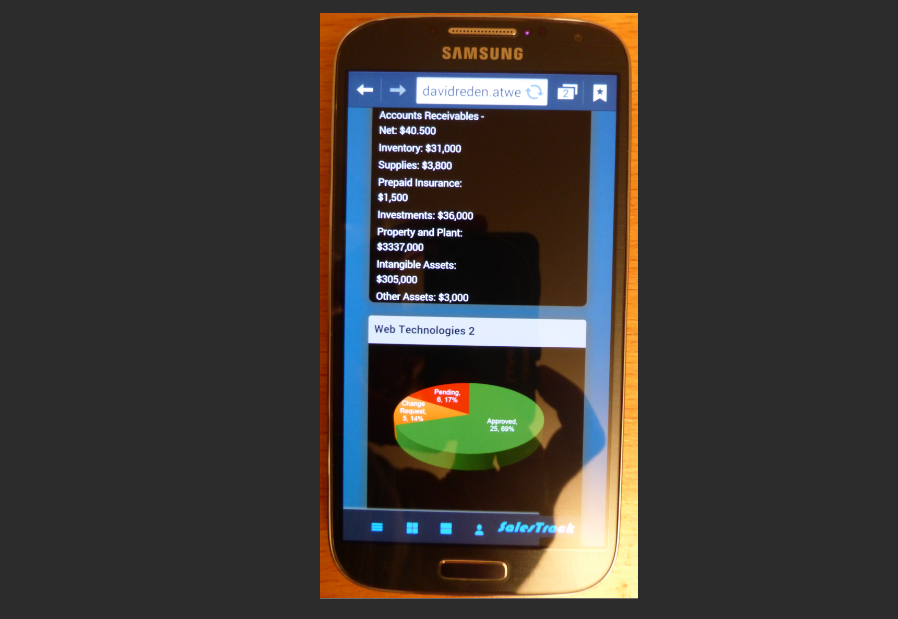 SAMSUNG
davidreden.atwe
2
Accounts Receivables -
Net: $40.500
Inventory: $31,000
Supplies: $3,800
Prepaid Insurance:
$1,500
Investments: $36,000
Property and Plant:
$3337,000
Intangible Assets:
$305,000
Other Assets: $3,000
Web Technologies 2
Pending,
6, 17%
Change
Request,
5, 14%
Approved,
25, 69%
SalesTrack